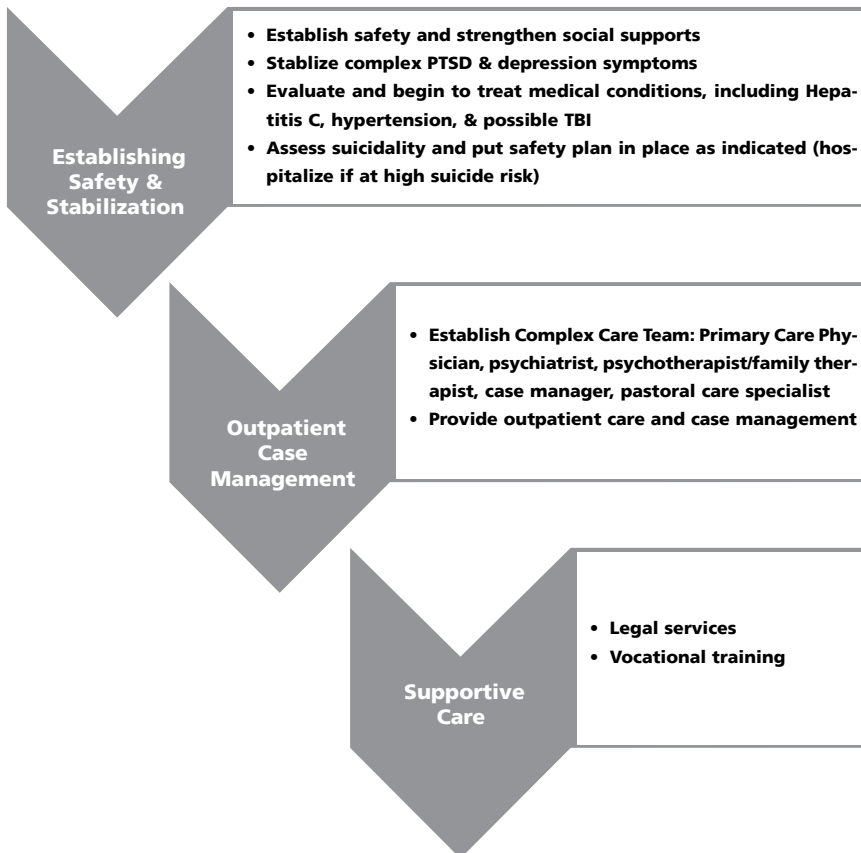 • Establish safety and strengthen social supports
• Stablize complex PTSD & depression symptoms
• Evaluate and begin to treat medical conditions, including Hepa-
titis C, hypertension, & possible TBI
• Assess suicidality and put safety plan in place as indicated (hos-
pitalize if at high suicide risk)
Establishing
Safety &
Stabilization
• Establish Complex Care Team: Primary Care Phy-
sician, psychiatrist, psychotherapist/family ther-
apist, case manager, pastoral care specialist
• Provide outpatient care and case management
Outpatient
Case
Management
• Legal services
• Vocational training
Supportive
Care